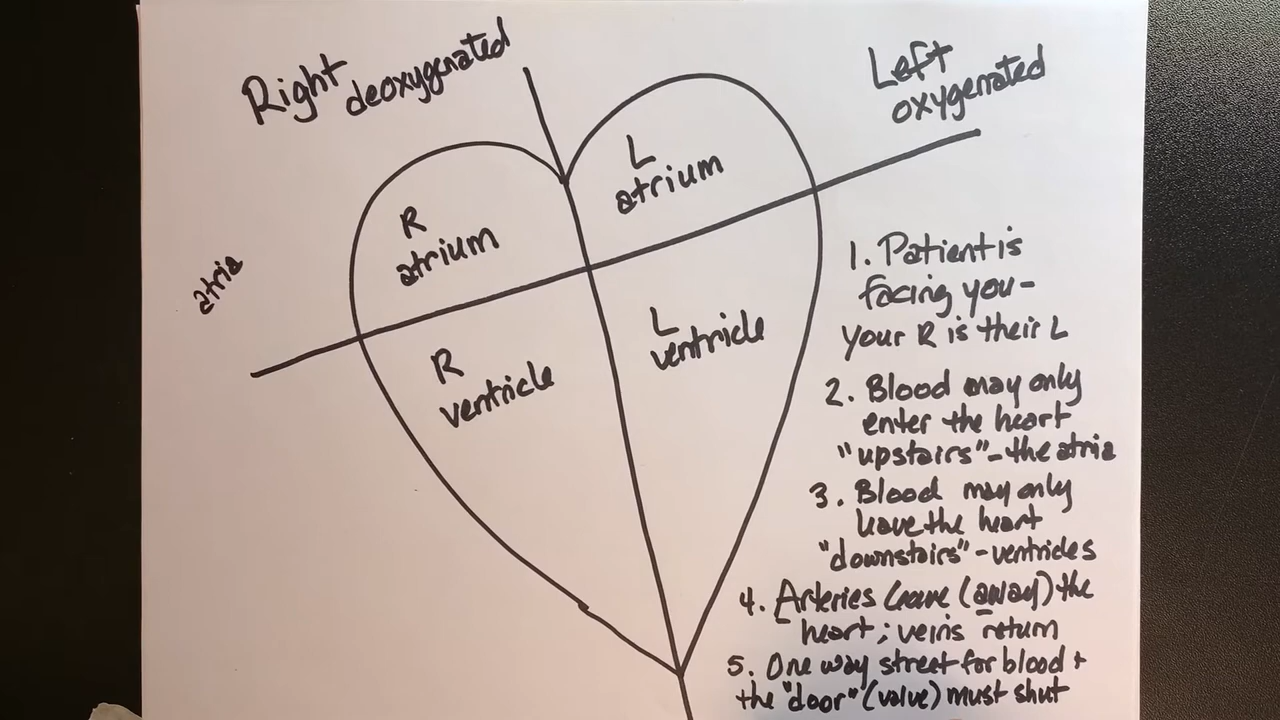 Right
deoxygenated
Left
oxygenated
L
atrium
R
atrium
atria
L
ventricle
R
ventricle
1. Patient is
facing you-
your R is their L
2. Blood may only
enter the heart
"upstairs"-the atria
3. Blood may only
leave the heart
"downstairs"-ventricles
4. Arteries leave (away) the
heart; veins return
5. One way street for blood +
the "door" (valve) must shut